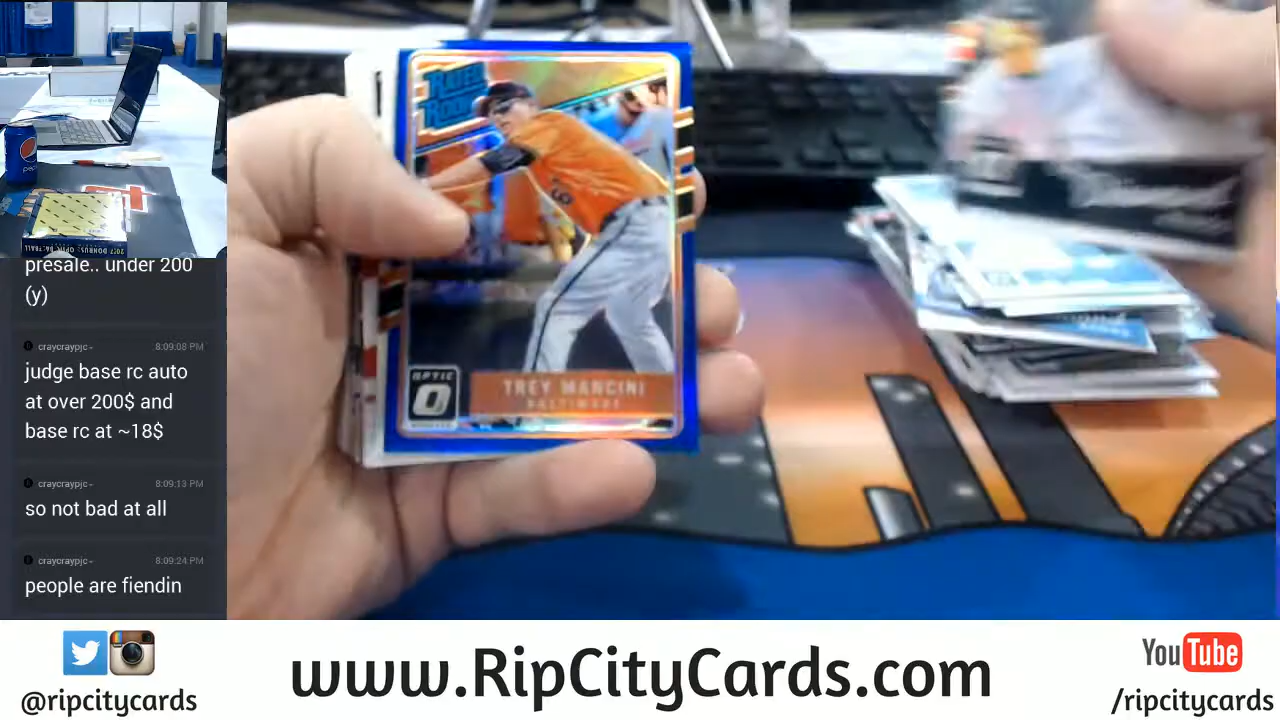 presale.. under 200
(y)
craycraypjc- 8:09:08 PM
judge base rc auto
at over 200$ and
base rc at ~18$
craycraypjc- 8:09:13 PM
so not bad at all
craycraypjc- 8:09:24 PM
people are fiendin
pepsi
RATED
ROOKIE
OPTIC
TREY MANCINI
BALTIMORE
Diamond
@ripcitycards
www.RipCityCards.com
YouTube
/ripcitycards